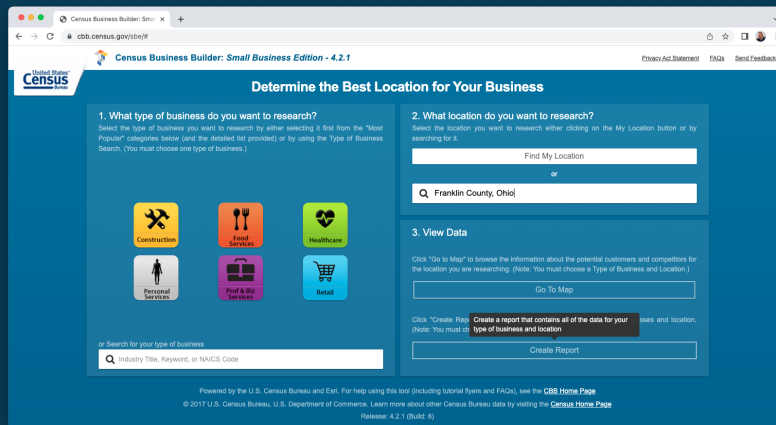 Census Business Builder: Smal
cbb.census.gov/sbe/#
United States®
Census
Bureau
Census Business Builder: Small Business Edition - 4.2.1
Privacy Act Statement FAQs Send Feedback
Determine the Best Location for Your Business
1. What type of business do you want to research?
Select the type of business you want to research by either selecting it first from the "Most
Popular" categories below (and the detailed list provided) or by using the Type of Business
Search. (You must choose one type of business.)
Construction
Food
Services
Healthcare
Personal
Services
Prof & Biz
Services
Retail
or Search for your type of business
Industry Title, Keyword, or NAICS Code
2. What location do you want to research?
Select the location you want to research either clicking on the My Location button or by
searching for it.
Find My Location
or
Franklin County, Ohio
3. View Data
Click "Go to Map" to browse the information about the potential customers and competitors for
the location you are researching. (Note: You must choose a Type of Business and Location.)
Go To Map
Click "Create Rep
sses and location.
(Note: You must ch
Create a report that contains all of the data for your
type of business and location
Create Report
Powered by the U.S. Census Bureau and Esri. For help using this tool (including tutorial flyers and FAQs), see the CBB Home Page
© 2017 U.S. Census Bureau, U.S. Department of Commerce. Learn more about other Census Bureau data by visiting the Census Home Page
Release: 4.2.1 (Build: 6)